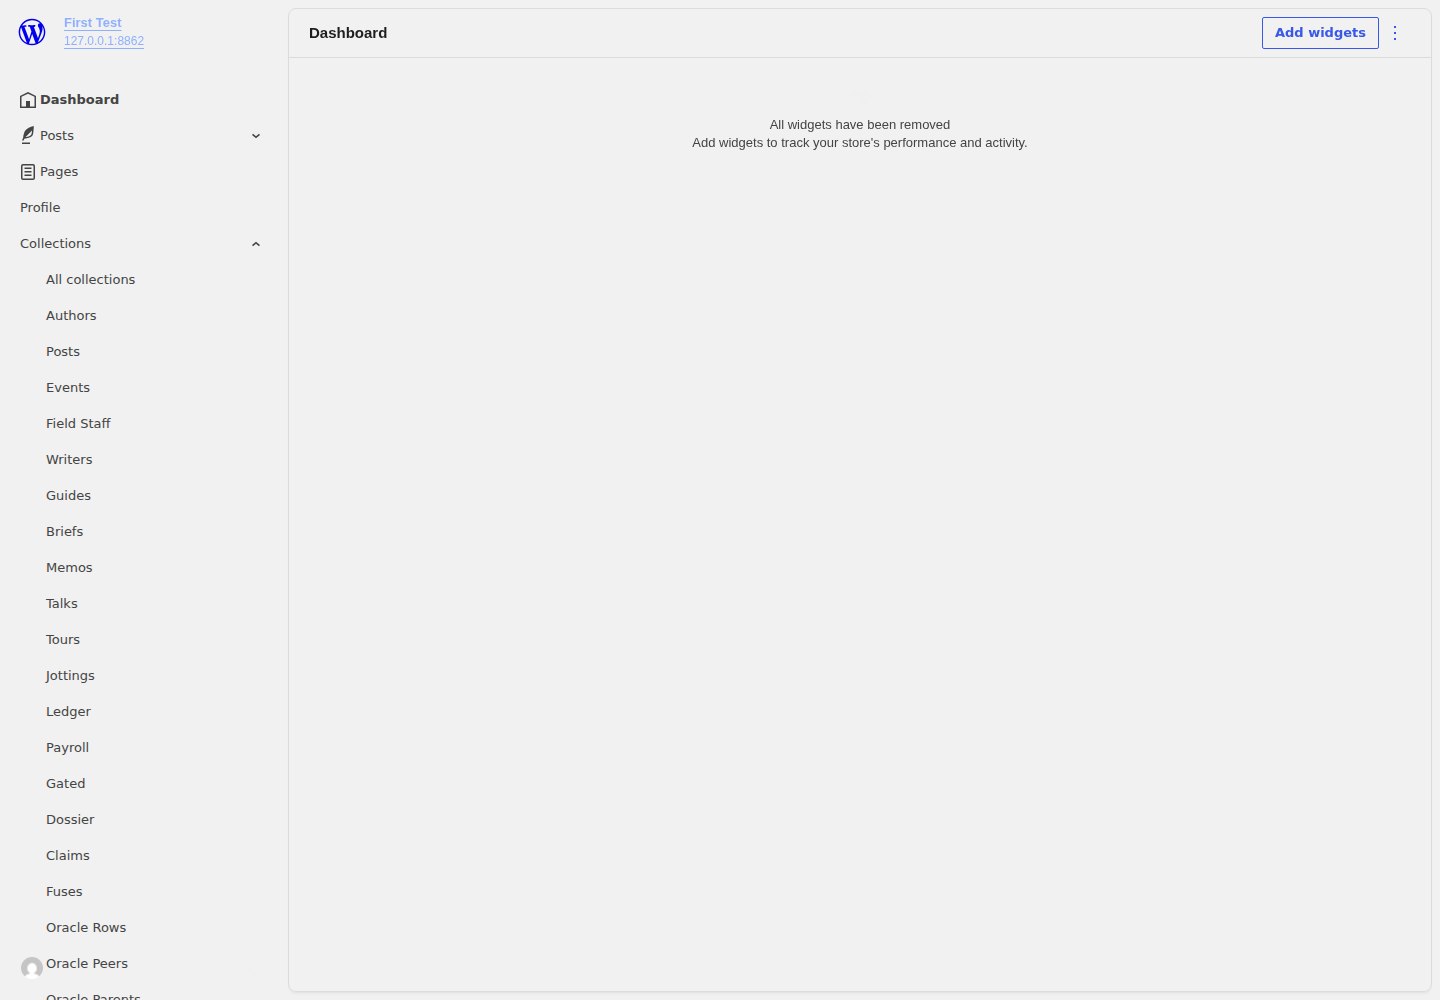 First Test
127.0.0.1:8862
Dashboard
Posts
Pages
Profile
Collections
All collections
Authors
Posts
Events
Field Staff
Writers
Guides
Briefs
Memos
Talks
Tours
Jottings
Ledger
Payroll
Gated
Dossier
Claims
Fuses
Oracle Rows
Oracle Peers
Oracle Parents
Dashboard
Add widgets
All widgets have been removed
Add widgets to track your store's performance and activity.